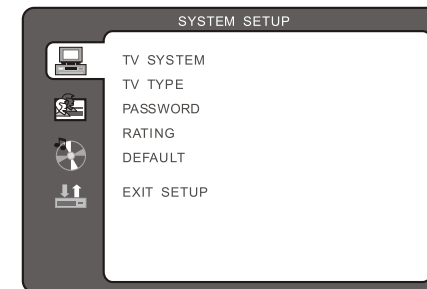 SYSTEM SETUP
TV SYSTEM
TV TYPE
PASSWORD
RATING
DEFAULT
EXIT SETUP